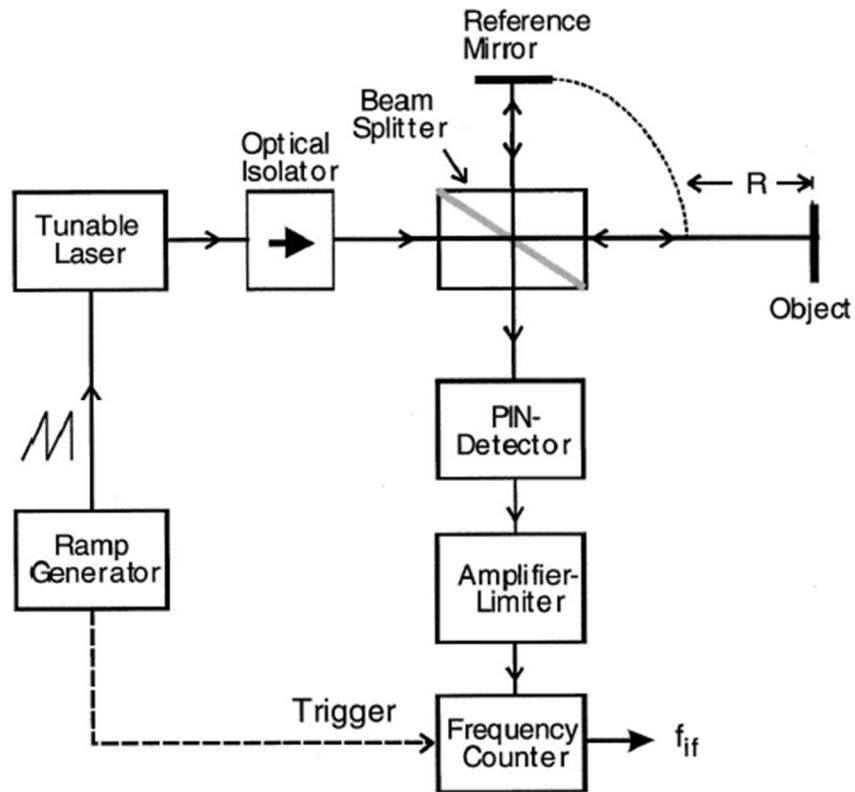 Reference
Mirror
Beam
Splitter
Optical
Isolator
R
Tunable
Laser
Object
PIN-
Detector
Ramp
Generator
Amplifier-
Limiter
Trigger
Frequency
Counter
fif